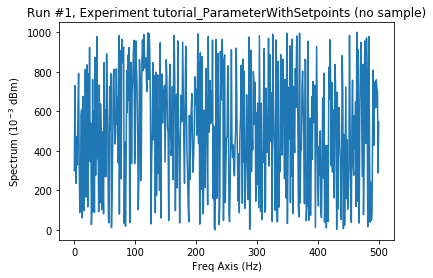 Run #1, Experiment tutorial_ParameterWithSetpoints (no sample)
1000
800
600
400
200
0
Spectrum (10⁻³ dBm)
0 100 200 300 400 500
Freq Axis (Hz)